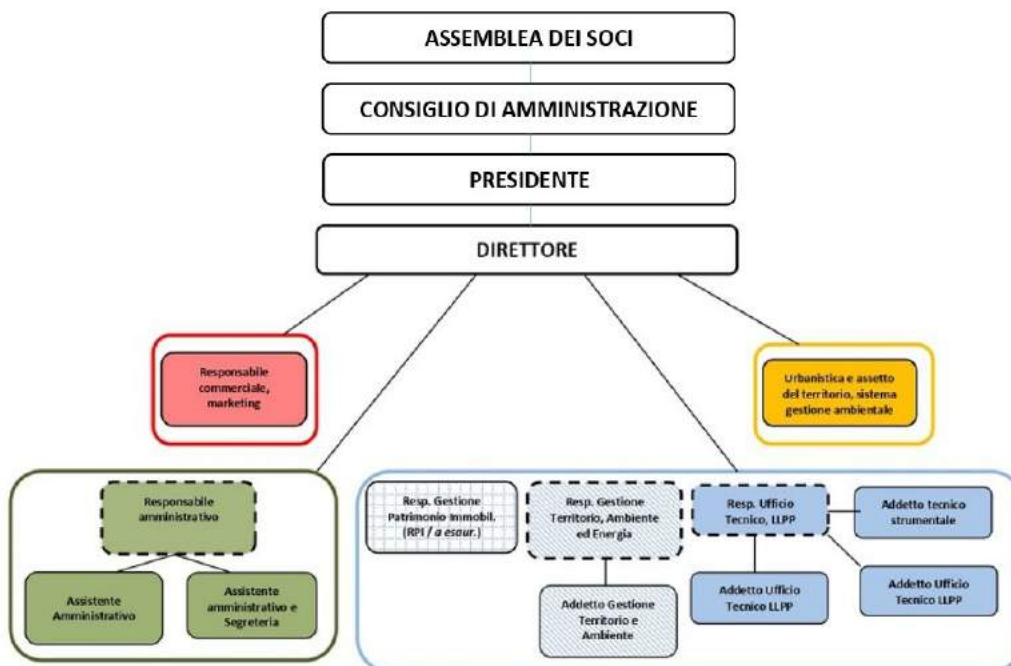 ASSEMBLEA DEI SOCI
CONSIGLIO DI AMMINISTRAZIONE
PRESIDENTE
DIRETTORE
Responsabile
commerciale,
marketing
Urbanistica e assetto
del territorio, sistema
gestione ambientale
Responsabile
amministrativo
Assistente
Amministrativo
Assistente
amministrativo e
Segreteria
Resp. Gestione
Patrimonio Immobil.
(RPI / a esaur.)
Resp. Gestione
Territorio, Ambiente
ed Energia
Addetto Gestione
Territorio e
Ambiente
Resp. Ufficio
Tecnico, LLPP
Addetto tecnico
strumentale
Addetto Ufficio
Tecnico LLPP
Addetto Ufficio
Tecnico LLPP